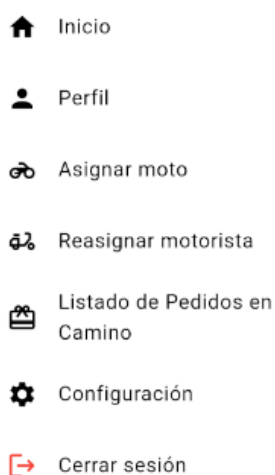 Inicio
Perfil
Asignar moto
Reasignar motorista
Listado de Pedidos en
Camino
Configuración
Cerrar sesión